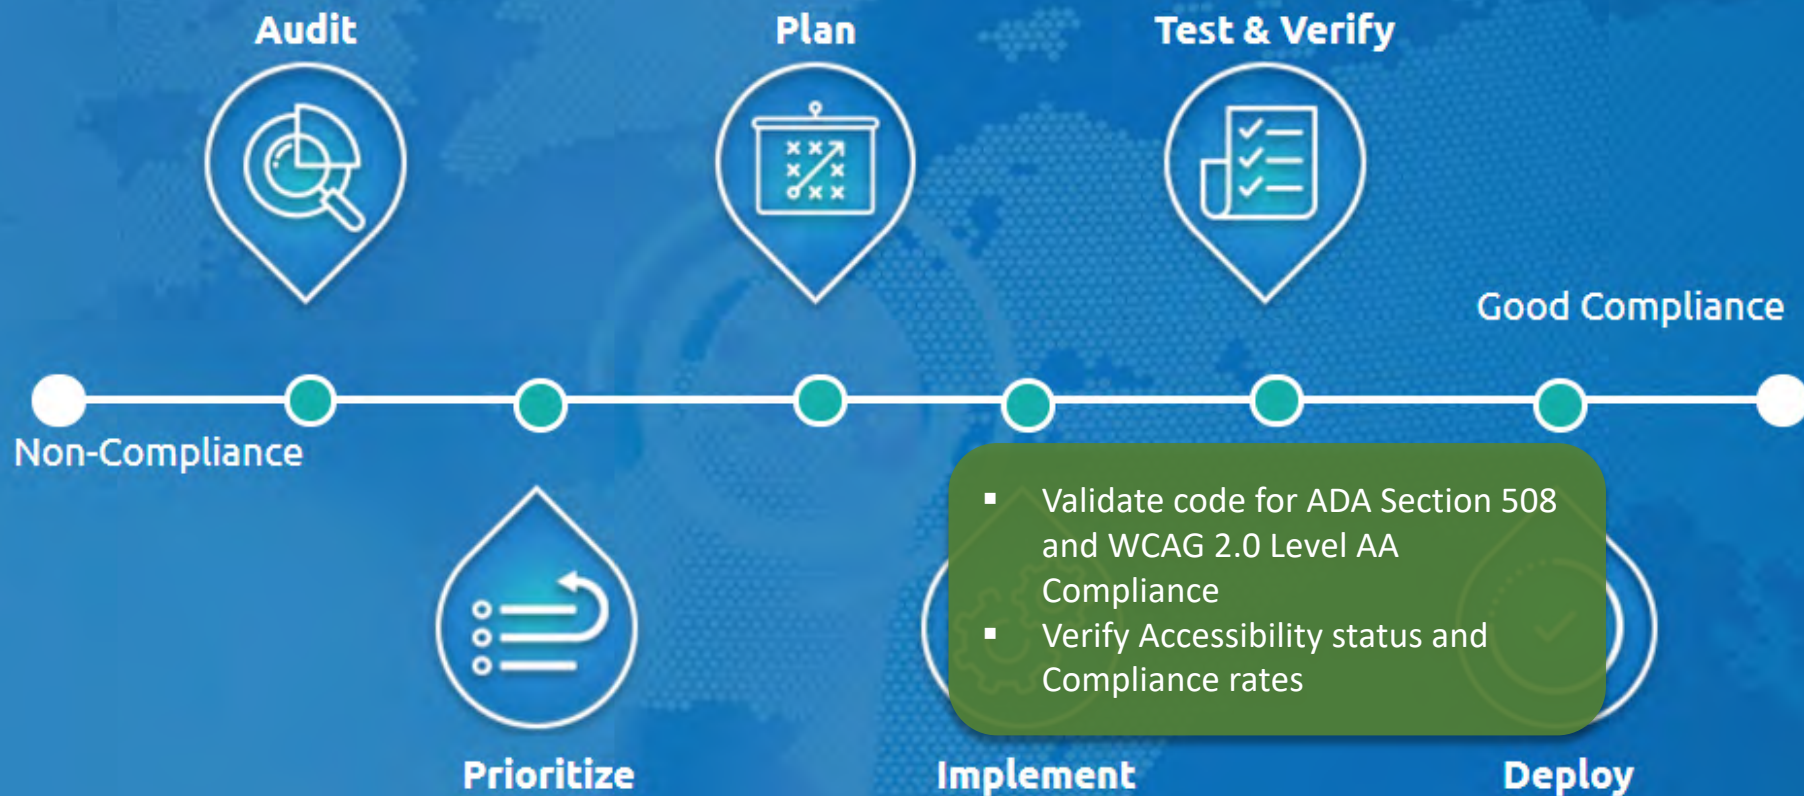 Audit
Plan
Test & Verify
Good Compliance
Non-Compliance
▪ Validate code for ADA Section 508
and WCAG 2.0 Level AA
Compliance
▪ Verify Accessibility status and
Compliance rates
Prioritize
Implement
Deploy